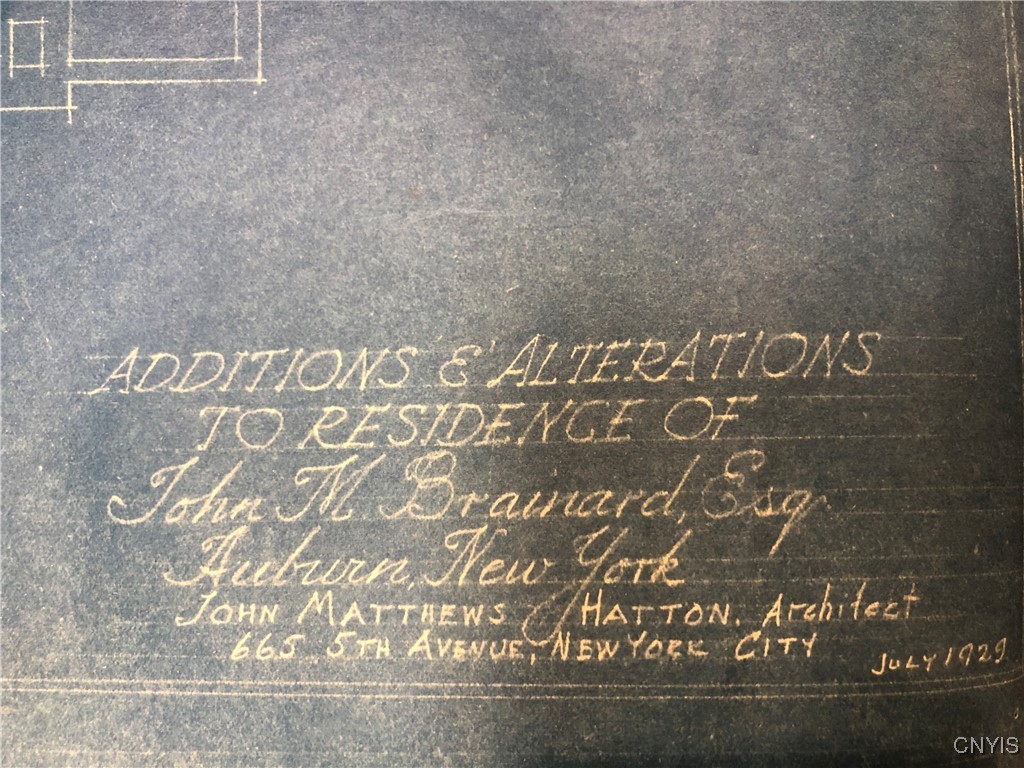 ADDITIONS & ALTERATIONS
TO RESIDENCE OF
John M Brainard, Esq.
Auburn, New York
JOHN MATTHEWS HATTON. Architect
665 5TH AVENUE, NEW YORK CITY
JULY 1929
CNYIS